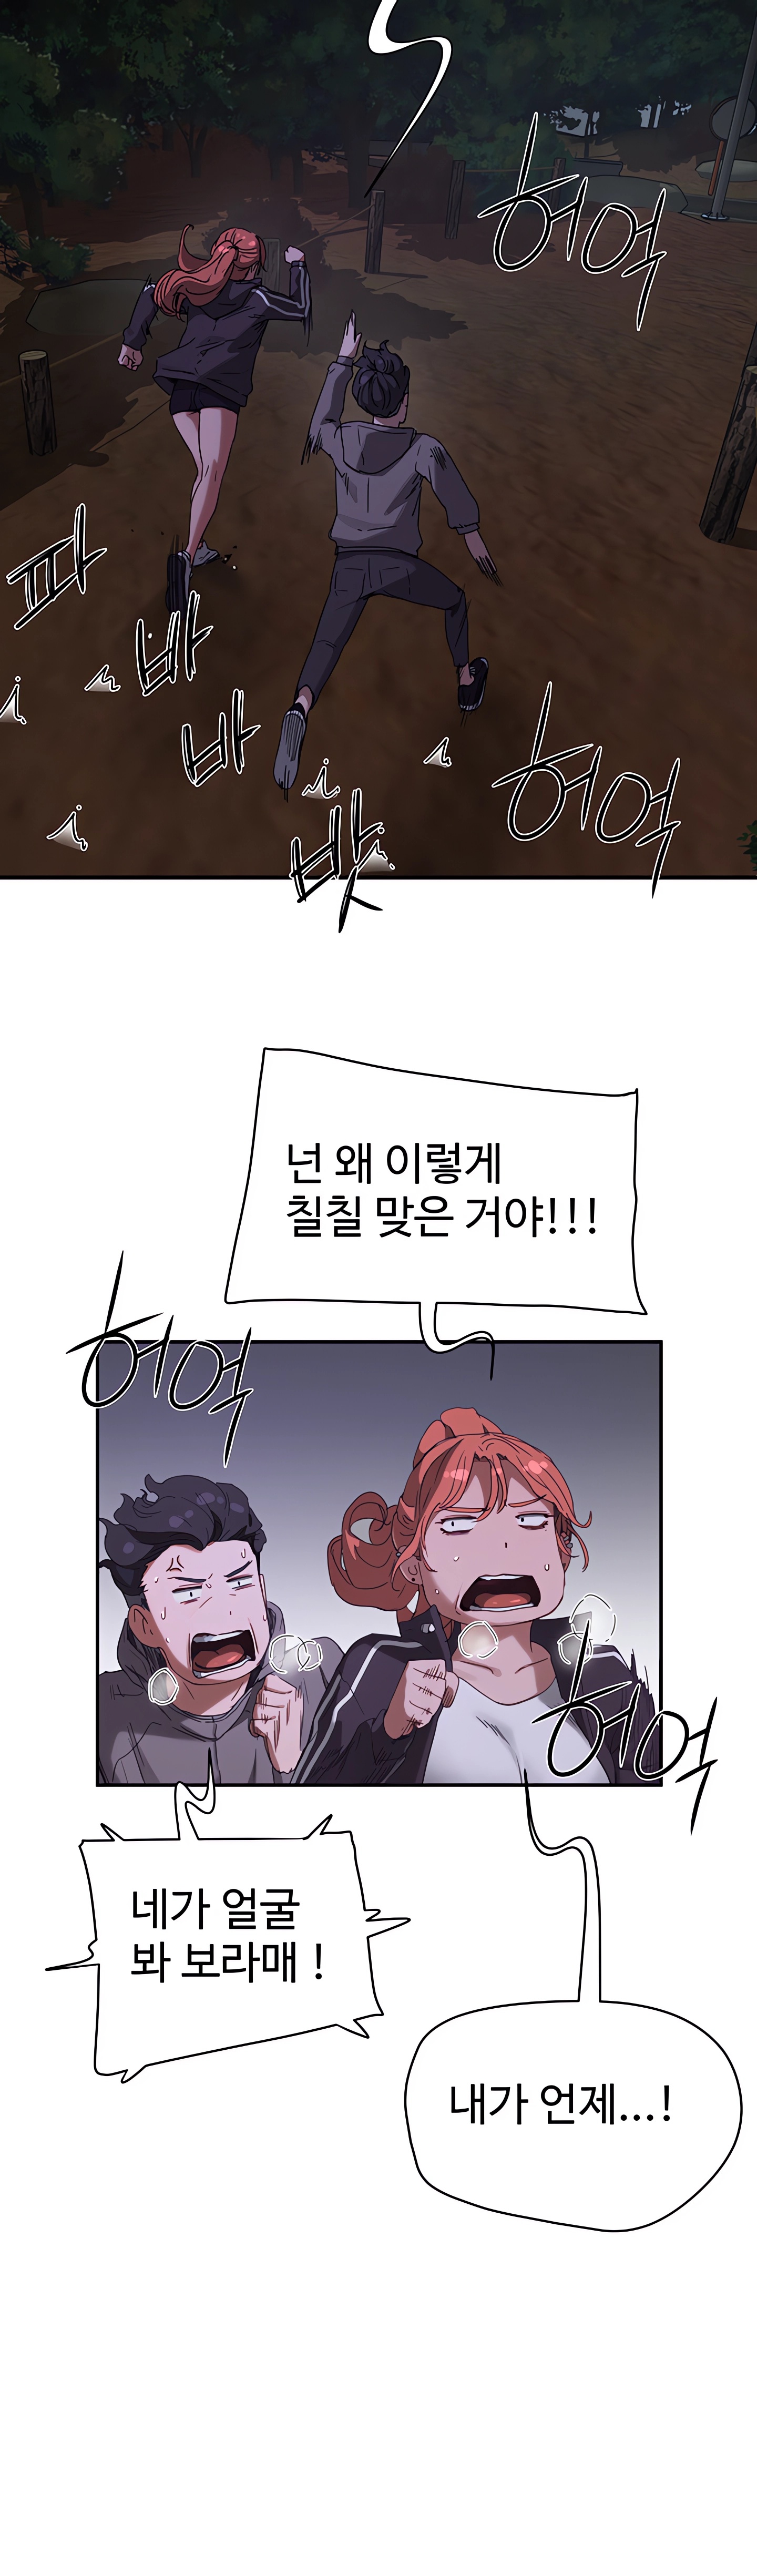 허억
파
바
바
밧
허억
넌 왜 이렇게
칠칠 맞은 거야!!!
허억
허억
네가 얼굴
봐 보라매 !
내가 언제...!